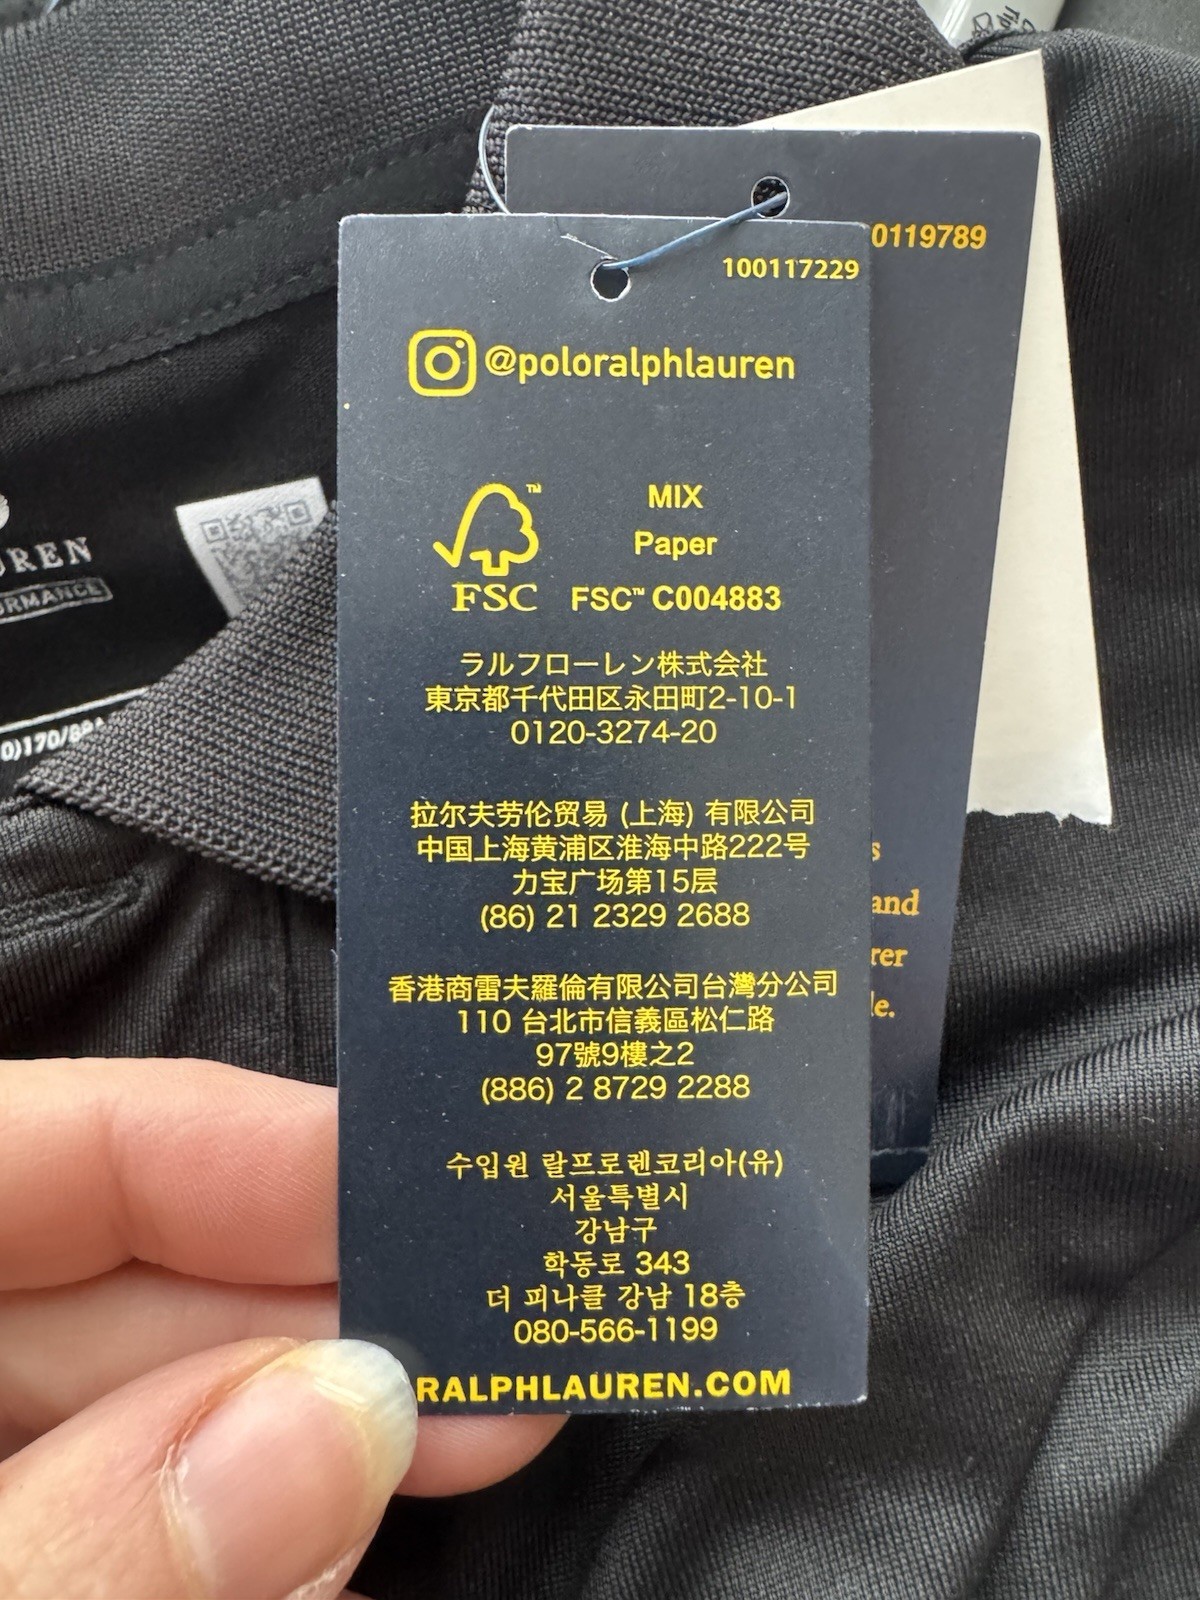 0119789
100117229
@poloralphlauren
MIX
Paper
FSC™ C004883
FSC
ラルフローレン株式会社
東京都千代田区永田町2-10-1
0120-3274-20
拉尔夫劳伦贸易 (上海) 有限公司
中国上海黄浦区淮海中路222号
力宝广场第15层
(86) 21 2329 2688
香港商雷夫羅倫有限公司台灣分公司
110 台北市信義區松仁路
97號9樓之2
(886) 2 8729 2288
수입원 랄프로렌코리아(유)
서울특별시
강남구
학동로 343
더 피나클 강남 18층
080-566-1199
RALPHLAUREN.COM
and